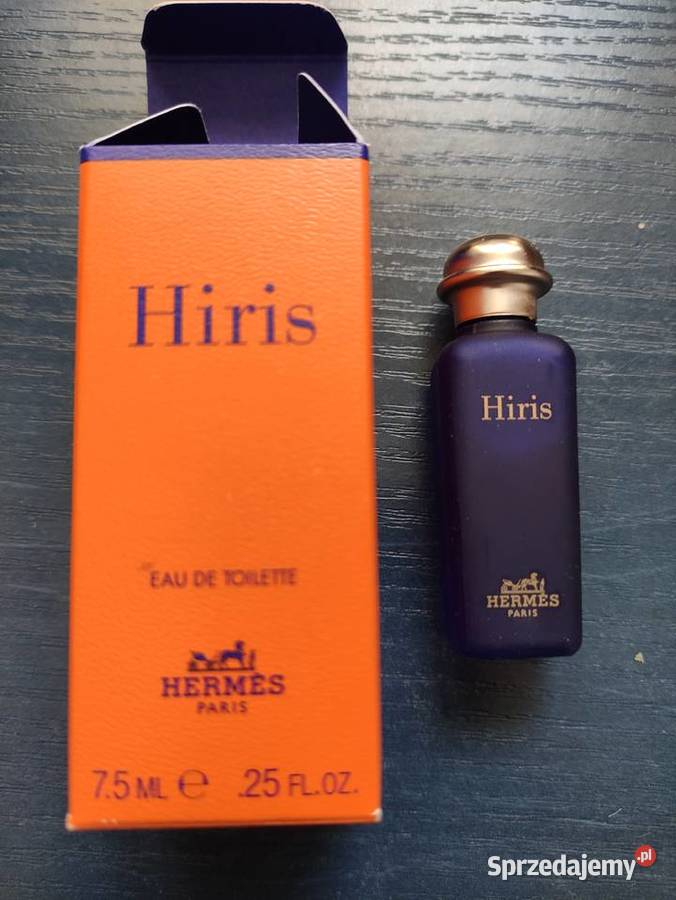 Hiris
EAU DE TOILETTE
HERMÈS
PARIS
7.5 ML ℮ .25 FL.OZ.
Hiris
HERMÈS
PARIS
Sprzedajemy.pl